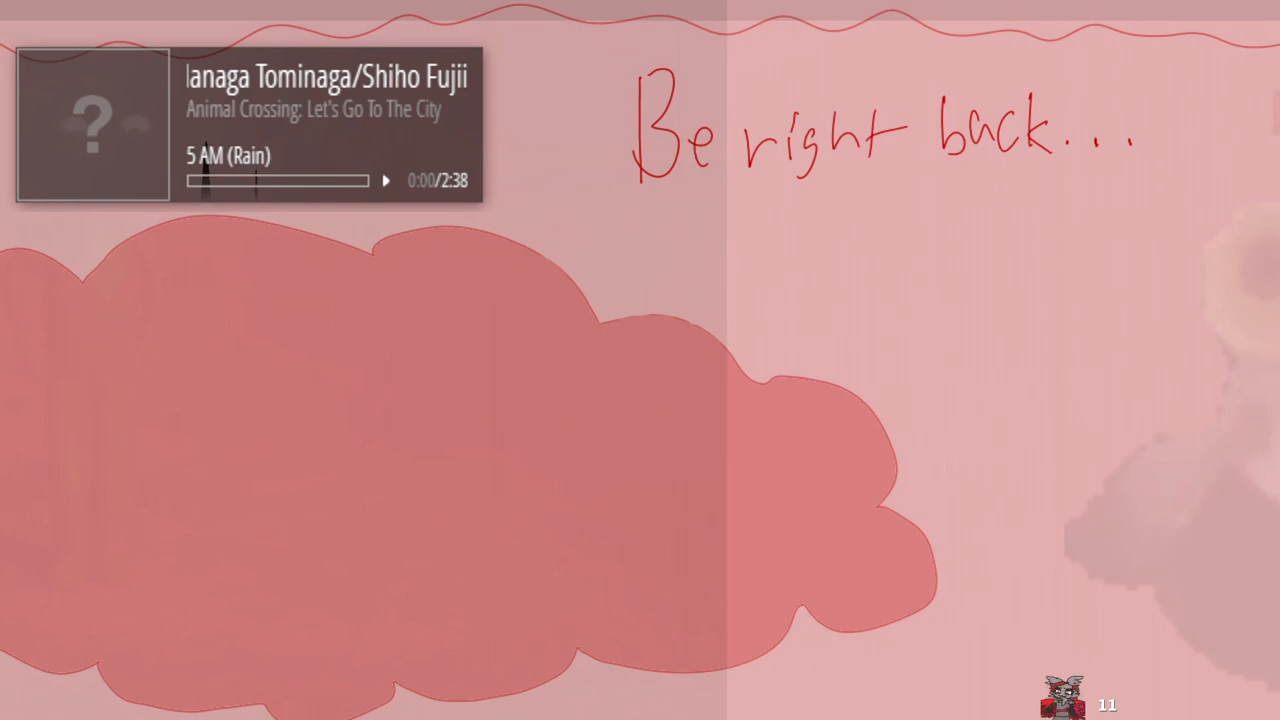 Tominaga/Shiho Fujii
Animal Crossing: Let's Go To The City
5 AM (Rain)
0:00/2:38
Be right back...
11